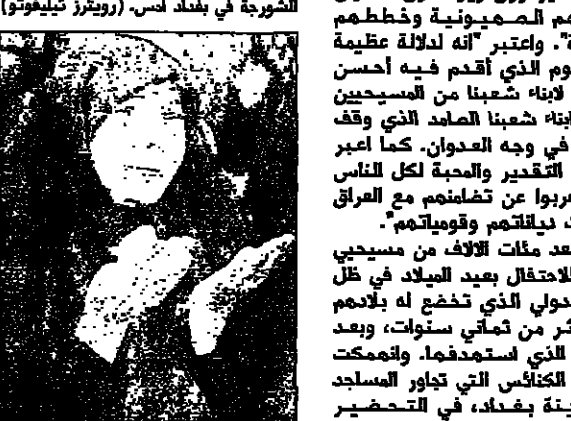 الشورجة في بغداد امس. (رويترز تيليفوتو)
هم الصهيونية وخططهم
ة". واعتبر "انه لدلالة عظيمة
وم الذي أقدم فيه أحسن
لابناء شعبنا من المسيحيين
ابناء شعبنا الصامد الذي وقف
في وجه العدوان. كما اعبر
التقدير والمحبة لكل الناس
عربوا عن تضامنهم مع العراق
دياناتهم وقومياتهم".
عد مئات الالاف من مسيحيي
للاحتفال بعيد الميلاد في ظل
دولي الذي تخضع له بلادهم
ثر من ثماني سنوات، وبعد
الذي استهدفها. وانهمكت
الكنائس التي تجاور المساجد
ينة بغداد، في التحضير